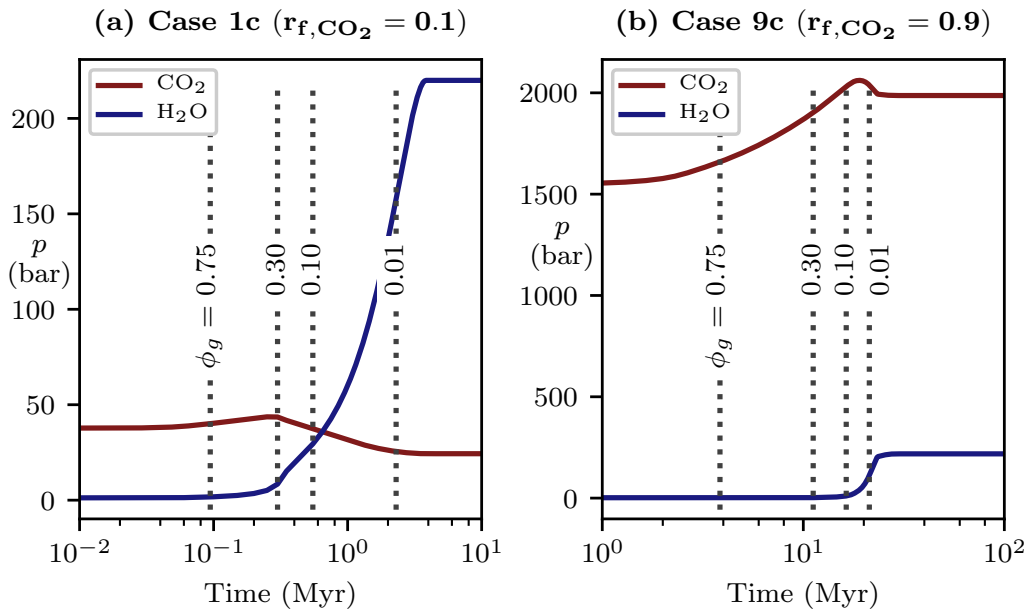 (a) Case 1c (r_f,CO₂ = 0.1)
CO₂
H₂O
200
150
p
(bar)
100
50
0
ϕ_g = 0.75
0.30
0.10
0.01
10⁻² 10⁻¹ 10⁰ 10¹
Time (Myr)
(b) Case 9c (r_f,CO₂ = 0.9)
CO₂
H₂O
2000
1500
p
(bar)
1000
500
0
ϕ_g = 0.75
0.30
0.10
0.01
10⁰ 10¹ 10²
Time (Myr)